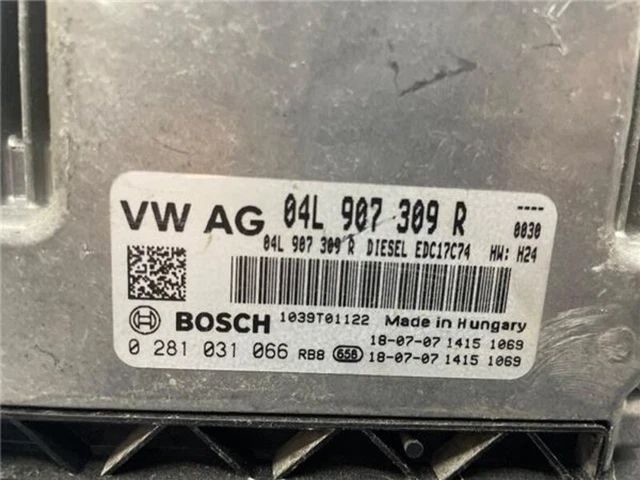 VW AG 04L 907 309 R ----
04L 907 309 R DIESEL EDC17C74 0030
HW: H24
BOSCH 1039T01122 Made in Hungary
18-07-07 1415 1069
0 281 031 066 RBB 656 18-07-07 1415 1069